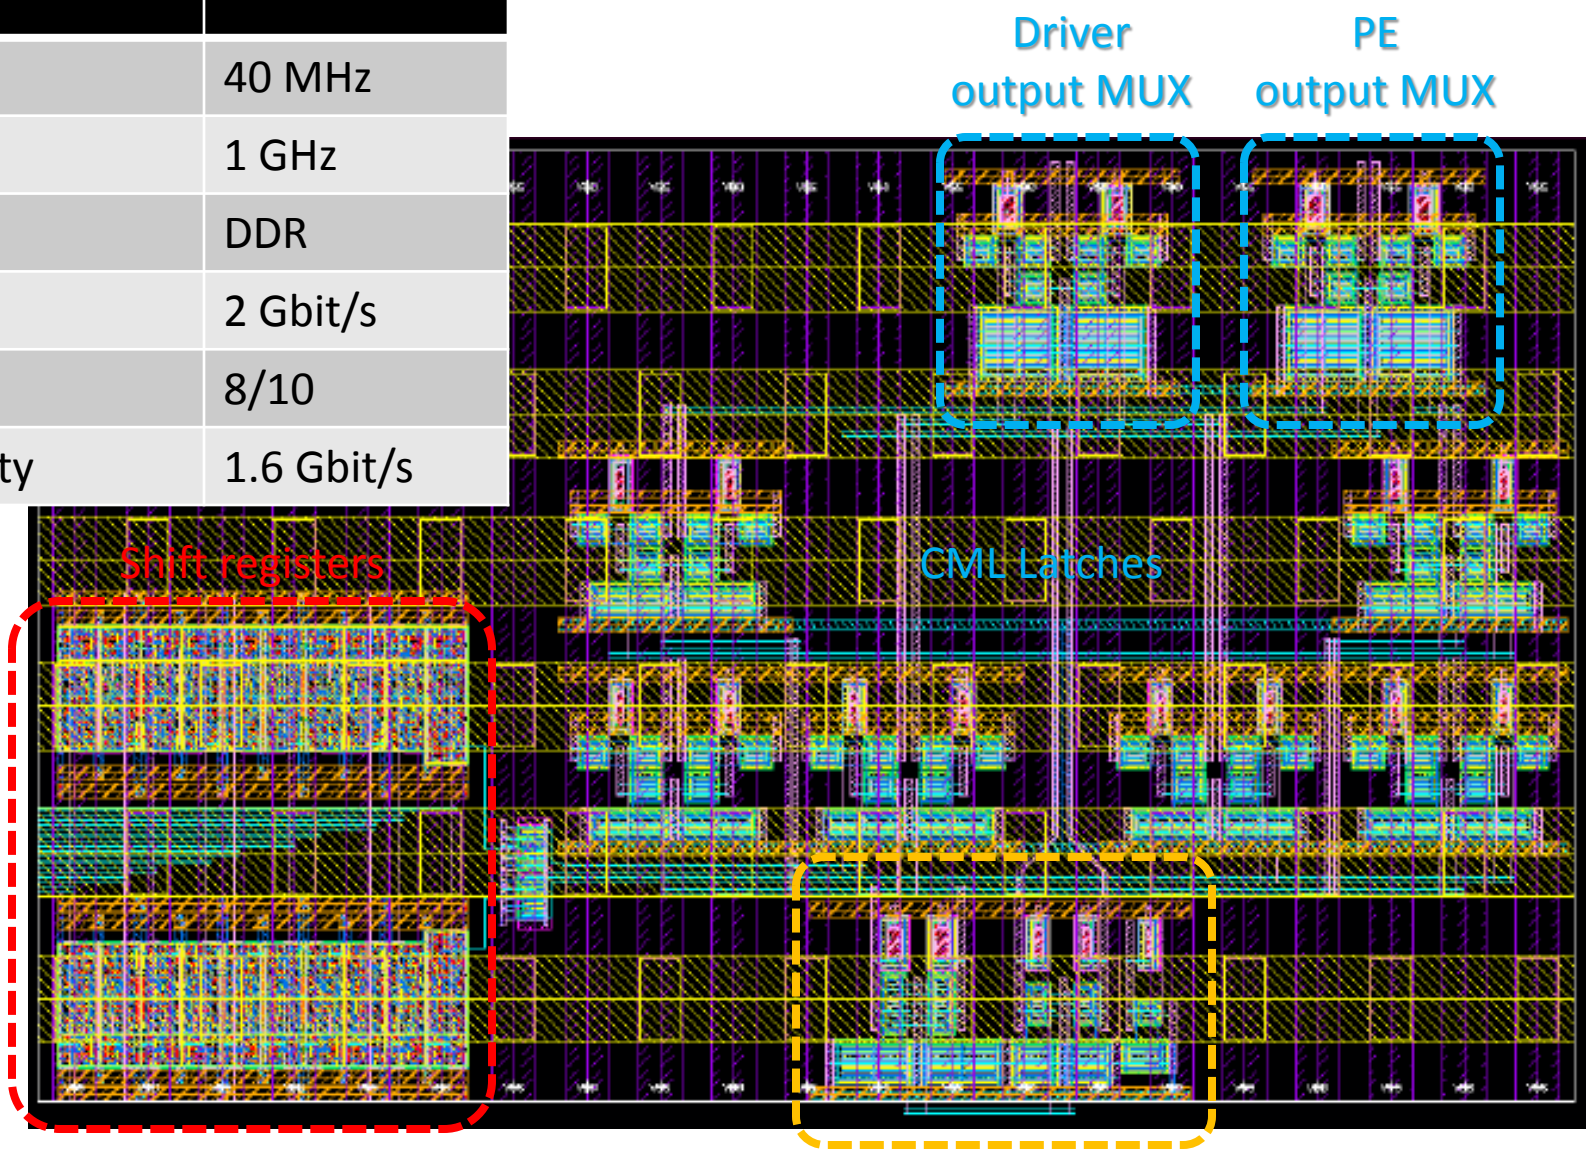 Driver
output MUX
PE
output MUX
40 MHz
1 GHz
DDR
2 Gbit/s
8/10
ty
1.6 Gbit/s
Shift registers
CML Latches